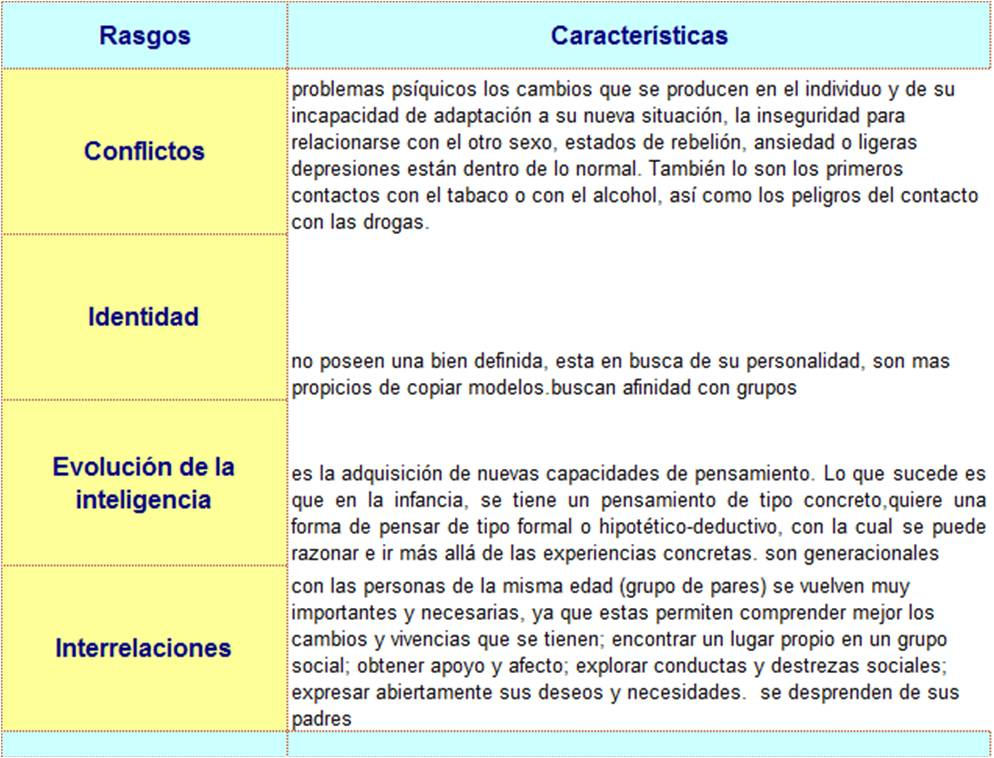 Rasgos
Características
Conflictos
problemas psíquicos los cambios que se producen en el individuo y de su
incapacidad de adaptación a su nueva situación, la inseguridad para
relacionarse con el otro sexo, estados de rebelión, ansiedad o ligeras
depresiones están dentro de lo normal. También lo son los primeros
contactos con el tabaco o con el alcohol, así como los peligros del contacto
con las drogas.
Identidad
no poseen una bien definida, esta en busca de su personalidad, son mas
propicios de copiar modelos.buscan afinidad con grupos
Evolución de la
inteligencia
es la adquisición de nuevas capacidades de pensamiento. Lo que sucede es
que en la infancia, se tiene un pensamiento de tipo concreto,quiere una
forma de pensar de tipo formal o hipotético-deductivo, con la cual se puede
razonar e ir más allá de las experiencias concretas. son generacionales
Interrelaciones
con las personas de la misma edad (grupo de pares) se vuelven muy
importantes y necesarias, ya que estas permiten comprender mejor los
cambios y vivencias que se tienen; encontrar un lugar propio en un grupo
social; obtener apoyo y afecto; explorar conductas y destrezas sociales;
expresar abiertamente sus deseos y necesidades.  se desprenden de sus
padres